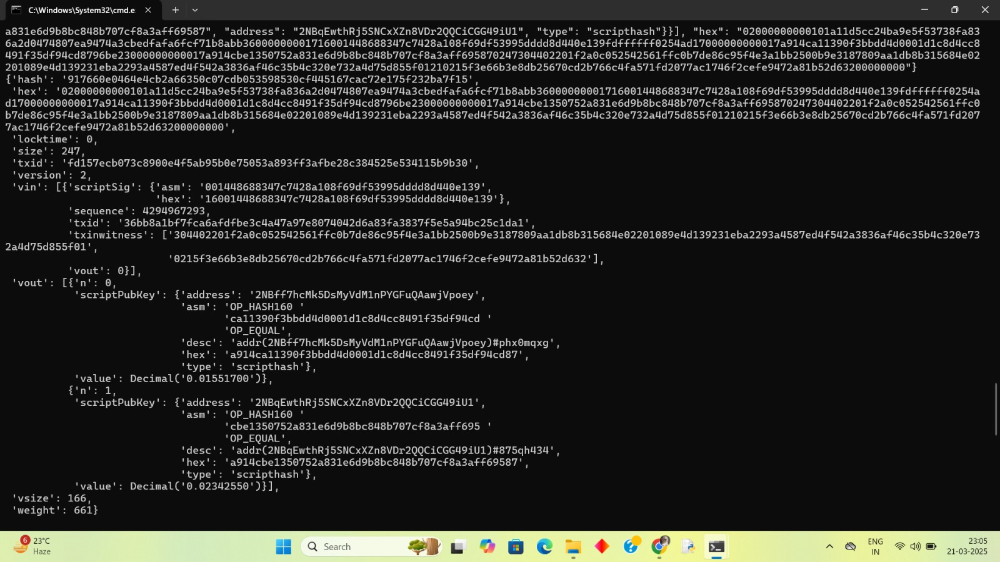 C:\Windows\System32\cmd.e
a831e6d9b8bc848b707cf8a3aff69587", "address": "2NBqEwthRj5SNCxXZn8VDr2QQCiCGG49iU1", "type": "scripthash"}}], "hex": "02000000000101a11d5cc24ba9e5f53738fa83
6a2d0474807ea9474a3cbedfafa6fcf71b8abb36000000001716001448688347c7428a108f69df53995dddd8d440e139fdffffff0254ad17000000000017a914ca11390f3bbdd4d0001d1c8d4cc8
491f35df94cd8796be23000000000017a914cbe1350752a831e6d9b8bc848b707cf8a3aff695870247304402201f2a0c052542561ffc0b7de86c95f4e3a1bb2500b9e3187809aa1db8b315684e02
201089e4d139231eba2293a4587ed4f542a3836af46c35b4c320e732a4d75d855f01210215f3e66b3e8db25670cd2b766c4fa571fd2077ac1746f2cefe9472a81b52d63200000000"}
{'hash': '917660e0464e4cb2a66350c07cdb053598530cf445167cac72e175f232ba7f15',
'hex': '02000000000101a11d5cc24ba9e5f53738fa836a2d0474807ea9474a3cbedfafa6fcf71b8abb36000000001716001448688347c7428a108f69df53995dddd8d440e139fdffffff0254a
d17000000000017a914ca11390f3bbdd4d0001d1c8d4cc8491f35df94cd8796be23000000000017a914cbe1350752a831e6d9b8bc848b707cf8a3aff695870247304402201f2a0c052542561ffc0
b7de86c95f4e3a1bb2500b9e3187809aa1db8b315684e02201089e4d139231eba2293a4587ed4f542a3836af46c35b4c320e732a4d75d855f01210215f3e66b3e8db25670cd2b766c4fa571fd207
7ac1746f2cefe9472a81b52d63200000000',
'locktime': 0,
'size': 247,
'txid': 'fd157ecb073c8900e4f5ab95b0e75053a893ff3afbe28c384525e534115b9b30',
'version': 2,
'vin': [{'scriptSig': {'asm': '001448688347c7428a108f69df53995dddd8d440e139',
'hex': '16001448688347c7428a108f69df53995dddd8d440e139'},
'sequence': 4294967293,
'txid': '36bb8a1bf7fca6afdfbe3c4a47a97e8074042d6a83fa3837f5e5a94bc25c1da1',
'txinwitness': ['304402201f2a0c052542561ffc0b7de86c95f4e3a1bb2500b9e3187809aa1db8b315684e02201089e4d139231eba2293a4587ed4f542a3836af46c35b4c320e73
2a4d75d855f01',
'0215f3e66b3e8db25670cd2b766c4fa571fd2077ac1746f2cefe9472a81b52d632'],
'vout': 0}],
'vout': [{'n': 0,
'scriptPubKey': {'address': '2NBff7hcMk5DsMyVdM1nPYGFuQAawjVpoey',
'asm': 'OP_HASH160 '
'ca11390f3bbdd4d0001d1c8d4cc8491f35df94cd '
'OP_EQUAL',
'desc': 'addr(2NBff7hcMk5DsMyVdM1nPYGFuQAawjVpoey)#phx0mqxg',
'hex': 'a914ca11390f3bbdd4d0001d1c8d4cc8491f35df94cd87',
'type': 'scripthash'},
'value': Decimal('0.01551700')},
{'n': 1,
'scriptPubKey': {'address': '2NBqEwthRj5SNCxXZn8VDr2QQCiCGG49iU1',
'asm': 'OP_HASH160 '
'cbe1350752a831e6d9b8bc848b707cf8a3aff695 '
'OP_EQUAL',
'desc': 'addr(2NBqEwthRj5SNCxXZn8VDr2QQCiCGG49iU1)#875qh434',
'hex': 'a914cbe1350752a831e6d9b8bc848b707cf8a3aff69587',
'type': 'scripthash'},
'value': Decimal('0.02342550')}],
'vsize': 166,
'weight': 661}
6
23°C
Haze
Search
ENG
IN
23:05
21-03-2025